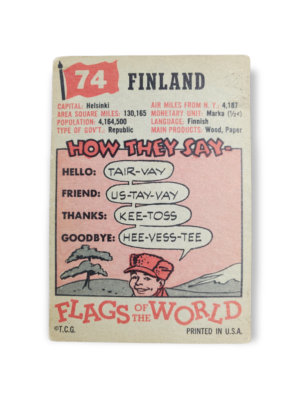 74 FINLAND
CAPITAL: Helsinki
AREA SQUARE MILES: 130,165
POPULATION: 4,164,500
TYPE OF GOV'T.: Republic
AIR MILES FROM N. Y.: 4,187
MONETARY UNIT: Marka (½¢)
LANGUAGE: Finnish
MAIN PRODUCTS: Wood, Paper
HOW THEY SAY-
HELLO: TAIR-VAY
FRIEND: US-TAY-VAY
THANKS: KEE-TOSS
GOODBYE: HEE-VESS-TEE
FLAGS OF THE WORLD
©T.C.G. PRINTED IN U.S.A.